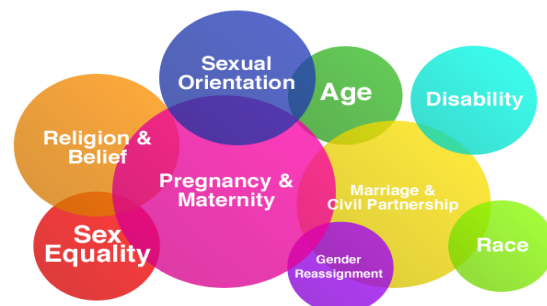 Sexual
Orientation
Age
Disability
Religion &
Belief
Pregnancy &
Maternity
Marriage &
Civil Partnership
Sex
Equality
Gender
Reassignment
Race